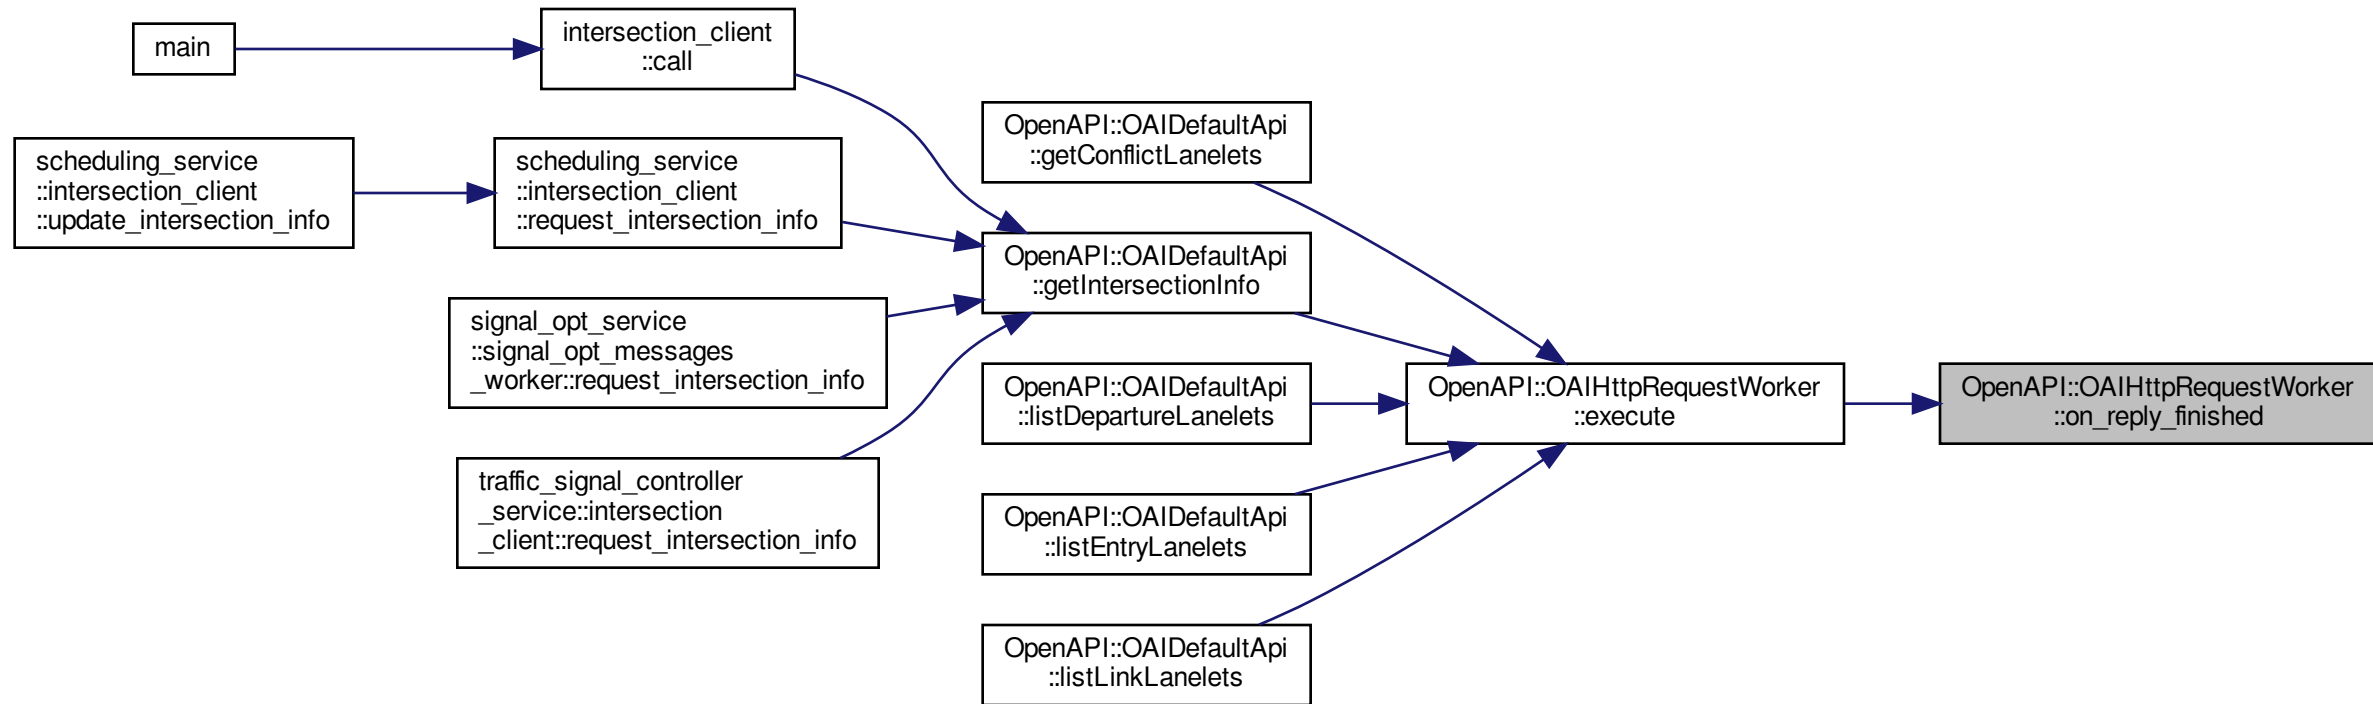 main
intersection_client
::call
scheduling_service
::intersection_client
::update_intersection_info
scheduling_service
::intersection_client
::request_intersection_info
signal_opt_service
::signal_opt_messages
_worker::request_intersection_info
traffic_signal_controller
_service::intersection
_client::request_intersection_info
OpenAPI::OAIDefaultApi
::getConflictLanelets
OpenAPI::OAIDefaultApi
::getIntersectionInfo
OpenAPI::OAIDefaultApi
::listDepartureLanelets
OpenAPI::OAIDefaultApi
::listEntryLanelets
OpenAPI::OAIDefaultApi
::listLinkLanelets
OpenAPI::OAIHttpRequestWorker
::execute
OpenAPI::OAIHttpRequestWorker
::on_reply_finished